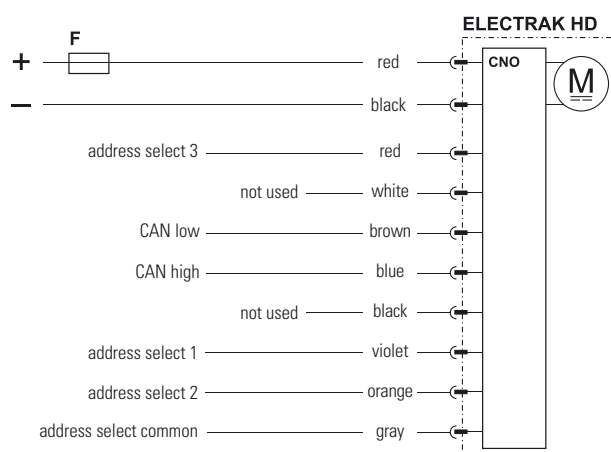 ELECTRAK HD
F
+ red CNO M
− black
address select 3 red
not used white
CAN low brown
CAN high blue
not used black
address select 1 violet
address select 2 orange
address select common gray